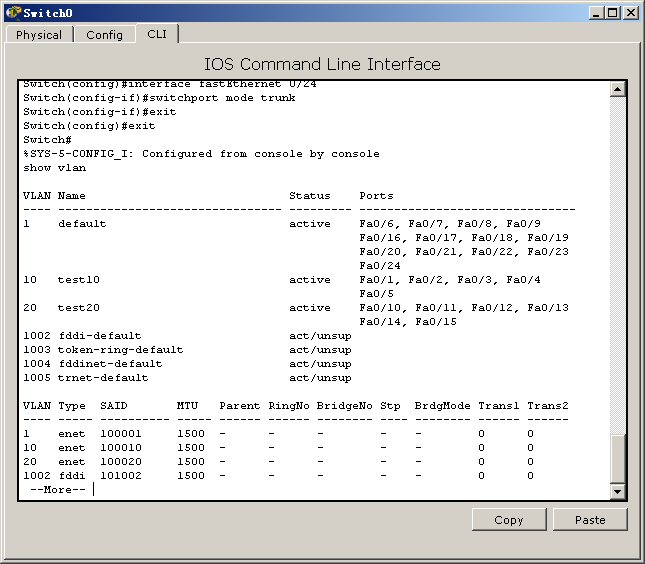 Switch0
Physical Config CLI
IOS Command Line Interface
Switch(config)#interface fastEthernet 0/24
Switch(config-if)#switchport mode trunk
Switch(config-if)#exit
Switch(config)#exit
Switch#
%SYS-5-CONFIG_I: Configured from console by console
show vlan
VLAN Name                             Status    Ports
---- -------------------------------- --------- -------------------------------
1    default                          active    Fa0/6, Fa0/7, Fa0/8, Fa0/9
                                                Fa0/16, Fa0/17, Fa0/18, Fa0/19
                                                Fa0/20, Fa0/21, Fa0/22, Fa0/23
                                                Fa0/24
10   test10                           active    Fa0/1, Fa0/2, Fa0/3, Fa0/4
                                                Fa0/5
20   test20                           active    Fa0/10, Fa0/11, Fa0/12, Fa0/13
                                                Fa0/14, Fa0/15
1002 fddi-default                     act/unsup
1003 token-ring-default               act/unsup
1004 fddinet-default                  act/unsup
1005 trnet-default                    act/unsup
VLAN Type  SAID       MTU   Parent RingNo BridgeNo Stp  BrdgMode Trans1 Trans2
---- ----- ---------- ----- ------ ------ -------- ---- -------- ------ ------
1    enet  100001     1500  -      -      -        -    -        0      0
10   enet  100010     1500  -      -      -        -    -        0      0
20   enet  100020     1500  -      -      -        -    -        0      0
1002 fddi  101002     1500  -      -      -        -    -        0      0
 --More--
Copy Paste